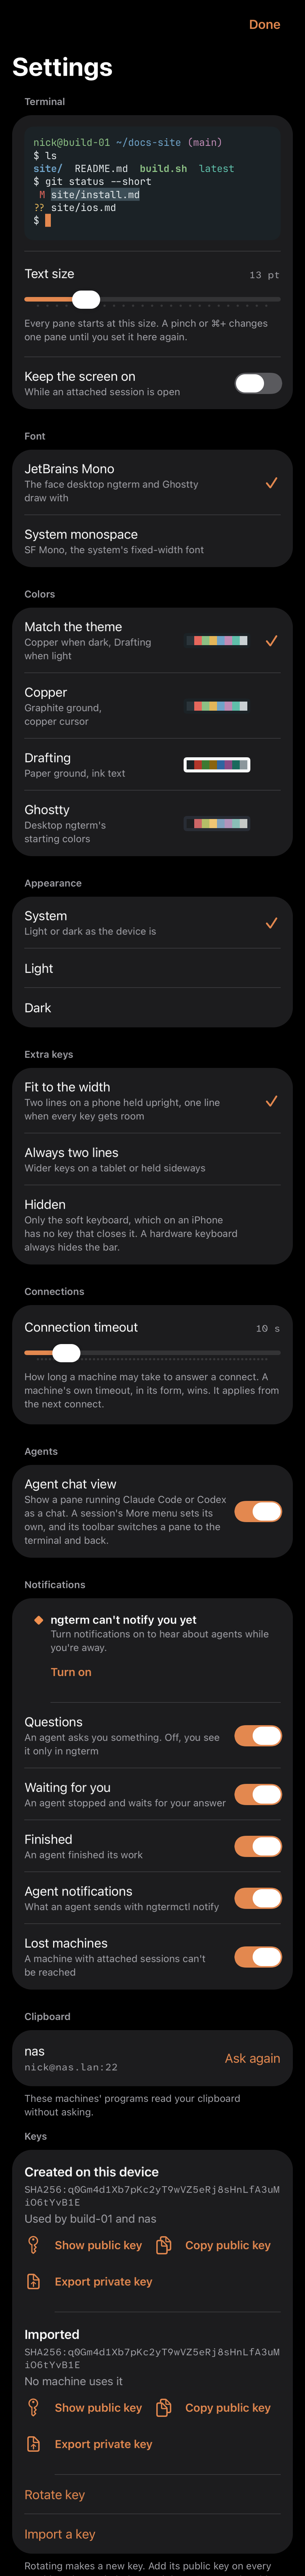 Done
Settings
Terminal
nick@build-01 ~/docs-site (main)
$ ls
site/ README.md build.sh latest
$ git status --short
M site/install.md
?? site/ios.md
$
Text size
13 pt
Every pane starts at this size. A pinch or ⌘+ changes
one pane until you set it here again.
Keep the screen on
While an attached session is open
Font
JetBrains Mono
The face desktop ngterm and Ghostty
draw with
System monospace
SF Mono, the system's fixed-width font
Colors
Match the theme
Copper when dark, Drafting
when light
Copper
Graphite ground,
copper cursor
Drafting
Paper ground, ink text
Ghostty
Desktop ngterm's
starting colors
Appearance
System
Light or dark as the device is
Light
Dark
Extra keys
Fit to the width
Two lines on a phone held upright, one line
when every key gets room
Always two lines
Wider keys on a tablet or held sideways
Hidden
Only the soft keyboard, which on an iPhone
has no key that closes it. A hardware keyboard
always hides the bar.
Connections
Connection timeout
10 s
How long a machine may take to answer a connect. A
machine's own timeout, in its form, wins. It applies from
the next connect.
Agents
Agent chat view
Show a pane running Claude Code or Codex
as a chat. A session's More menu sets its
own, and its toolbar switches a pane to the
terminal and back.
Notifications
ngterm can't notify you yet
Turn notifications on to hear about agents while
you're away.
Turn on
Questions
An agent asks you something. Off, you see
it only in ngterm
Waiting for you
An agent stopped and waits for your answer
Finished
An agent finished its work
Agent notifications
What an agent sends with ngtermctl notify
Lost machines
A machine with attached sessions can't
be reached
Clipboard
nas
nick@nas.lan:22
Ask again
These machines' programs read your clipboard
without asking.
Keys
Created on this device
SHA256:q0Gm4d1Xb7pKc2yT9wVZ5eRj8sHnLfA3uM
iO6tYvB1E
Used by build-01 and nas
Show public key
Copy public key
Export private key
Imported
SHA256:q0Gm4d1Xb7pKc2yT9wVZ5eRj8sHnLfA3uM
iO6tYvB1E
No machine uses it
Show public key
Copy public key
Export private key
Rotate key
Import a key
Rotating makes a new key. Add its public key on every